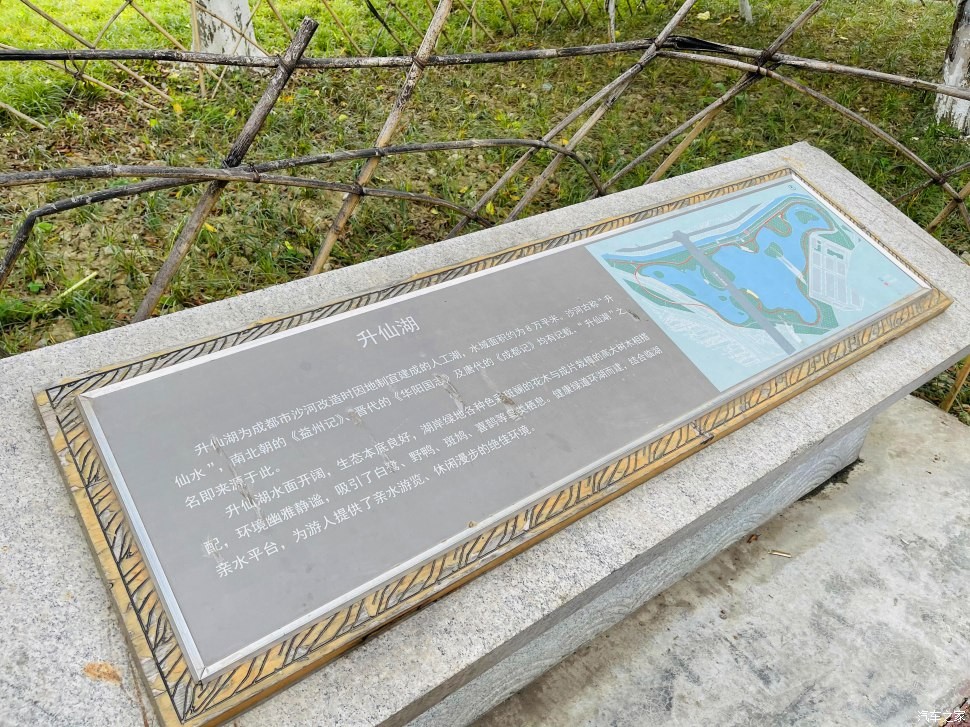 升仙湖
升仙湖为成都市沙河改造时因地制宜建成的人工湖,水域面积约为8万平米。沙河古称“升
仙水”,南北朝的《益州记》、晋代的《华阳国志》及唐代的《成都记》均有记载,“升仙湖”之
名即来源于此。
升仙湖水面开阔,生态本底良好,湖岸绿地各种色彩斑斓的花木与成片栽植的高大树木相搭
配,环境幽雅静谧,吸引了白鹭、野鸭、斑鸠、喜鹊等鸟类栖息。健康绿道环湖而建,结合临湖
亲水平台,为游人提供了亲水游览、休闲漫步的绝佳环境。
汽车之家